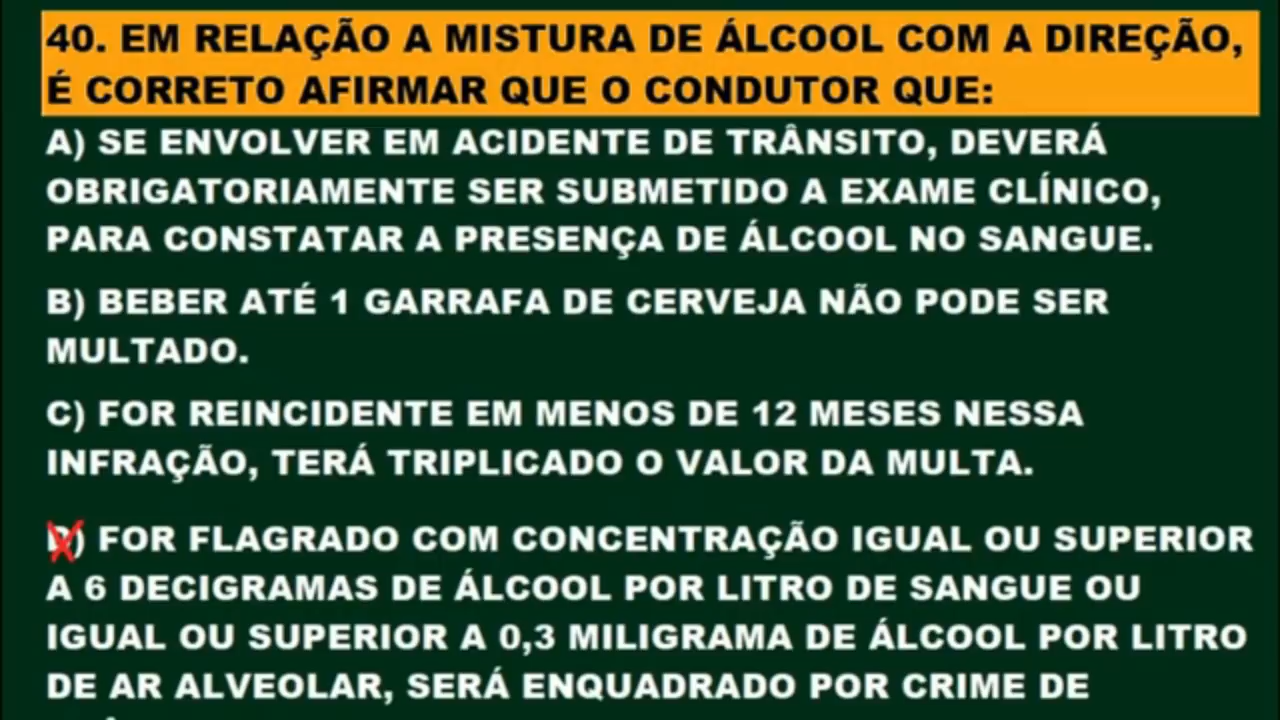 40. EM RELAÇÃO A MISTURA DE ÁLCOOL COM A DIREÇÃO,
É CORRETO AFIRMAR QUE O CONDUTOR QUE:
A) SE ENVOLVER EM ACIDENTE DE TRÂNSITO, DEVERÁ
OBRIGATORIAMENTE SER SUBMETIDO A EXAME CLÍNICO,
PARA CONSTATAR A PRESENÇA DE ÁLCOOL NO SANGUE.
B) BEBER ATÉ 1 GARRAFA DE CERVEJA NÃO PODE SER
MULTADO.
C) FOR REINCIDENTE EM MENOS DE 12 MESES NESSA
INFRAÇÃO, TERÁ TRIPLICADO O VALOR DA MULTA.
D) FOR FLAGRADO COM CONCENTRAÇÃO IGUAL OU SUPERIOR
A 6 DECIGRAMAS DE ÁLCOOL POR LITRO DE SANGUE OU
IGUAL OU SUPERIOR A 0,3 MILIGRAMA DE ÁLCOOL POR LITRO
DE AR ALVEOLAR, SERÁ ENQUADRADO POR CRIME DE